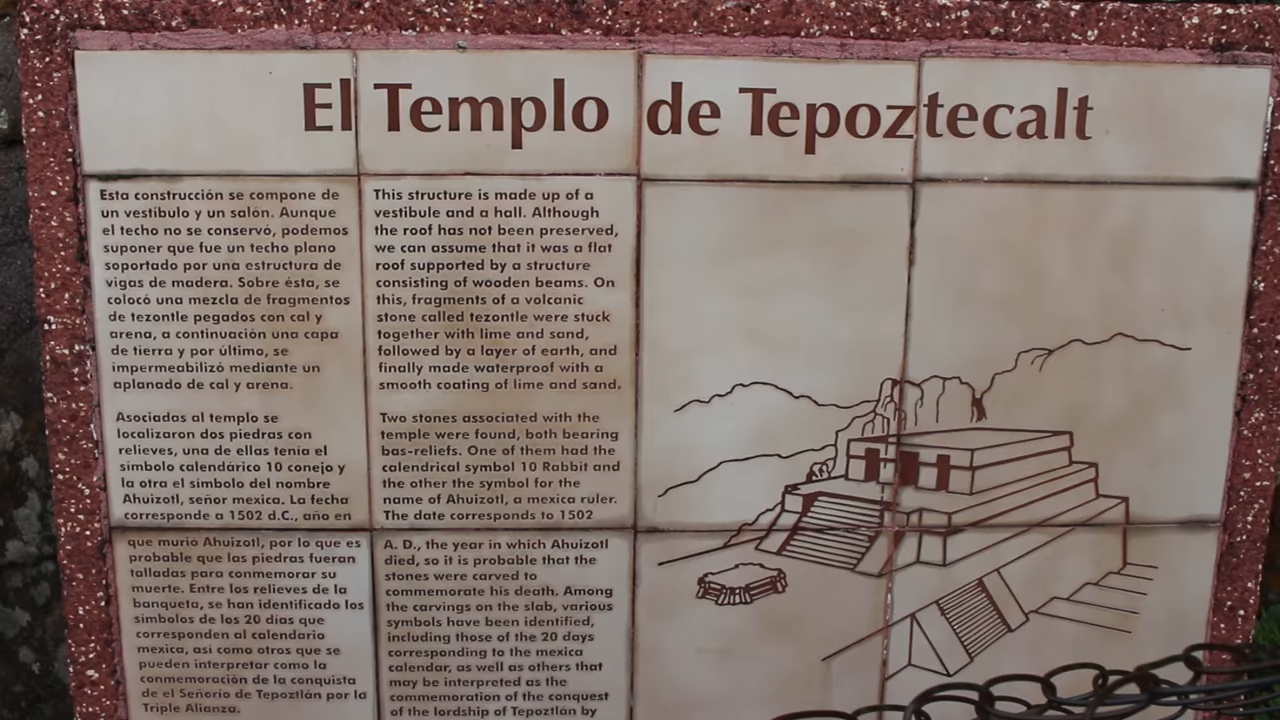 El Templo de Tepoztecalt
Esta construcción se compone de
un vestíbulo y un salón. Aunque
el techo no se conservó, podemos
suponer que fue un techo plano
soportado por una estructura de
vigas de madera. Sobre ésta, se
colocó una mezcla de fragmentos
de tezontle pegados con cal y
arena, a continuación una capa
de tierra y por último, se
impermeabilizó mediante un
aplanado de cal y arena.
Asociadas al templo se
localizaron dos piedras con
relieves, una de ellas tenía el
símbolo calendárico 10 conejo y
la otra el símbolo del nombre
Ahuizotl, señor mexica. La fecha
corresponde a 1502 d.C., año en
que murió Ahuizotl, por lo que es
probable que las piedras fueran
talladas para conmemorar su
muerte. Entre los relieves de la
banqueta, se han identificado los
símbolos de los 20 días que
corresponden al calendario
mexica, así como otros que se
pueden interpretar como la
conmemoración de la conquista
de el Señorío de Tepoztlán por la
Triple Alianza.
This structure is made up of a
vestibule and a hall. Although
the roof has not been preserved,
we can assume that it was a flat
roof supported by a structure
consisting of wooden beams. On
this, fragments of a volcanic
stone called tezontle were stuck
together with lime and sand,
followed by a layer of earth, and
finally made waterproof with a
smooth coating of lime and sand.
Two stones associated with the
temple were found, both bearing
bas-reliefs. One of them had the
calendrical symbol 10 Rabbit and
the other the symbol for the
name of Ahuizotl, a mexica ruler.
The date corresponds to 1502
A. D., the year in which Ahuizotl
died, so it is probable that the
stones were carved to
commemorate his death. Among
the carvings on the slab, various
symbols have been identified,
including those of the 20 days
corresponding to the mexica
calendar, as well as others that
may be interpreted as the
commemoration of the conquest
of the lordship of Tepoztlán by